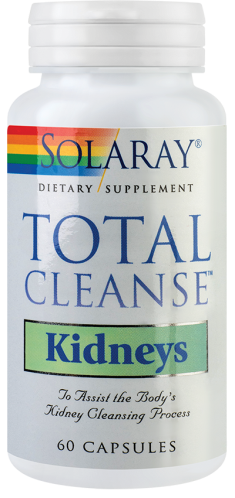 SOLARAY®
DIETARY SUPPLEMENT
TOTAL
CLEANSE™
Kidneys
To Assist the Body's
Kidney Cleansing Process
60 CAPSULES